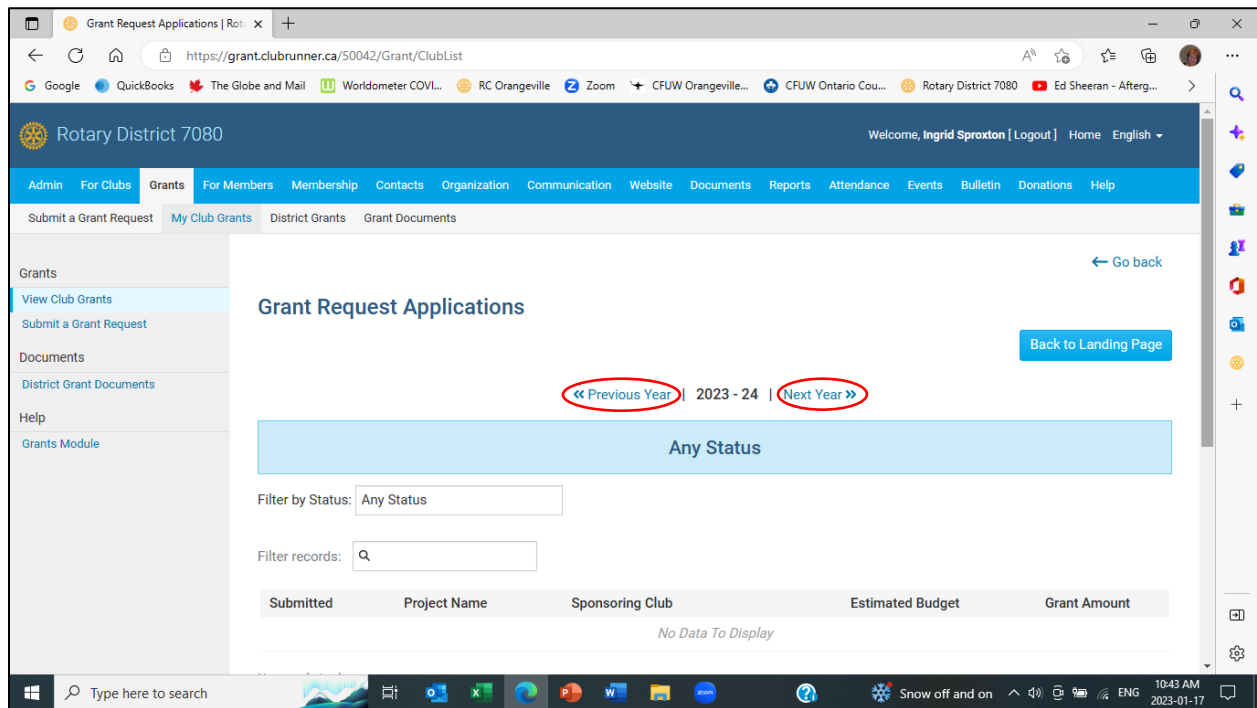 Grant Request Applications | Rot
https://grant.clubrunner.ca/50042/Grant/ClubList
Google QuickBooks The Globe and Mail Worldometer COVI... RC Orangeville Zoom CFUW Orangeville... CFUW Ontario Cou... Rotary District 7080 Ed Sheeran - Afterg...
Rotary District 7080
Welcome, Ingrid Sproxton [ Logout ] Home English
Admin For Clubs Grants For Members Membership Contacts Organization Communication Website Documents Reports Attendance Events Bulletin Donations Help
Submit a Grant Request My Club Grants District Grants Grant Documents
← Go back
Grants
View Club Grants
Submit a Grant Request
Documents
District Grant Documents
Help
Grants Module
Grant Request Applications
Back to Landing Page
« Previous Year | 2023 - 24 | Next Year »
Any Status
Filter by Status: Any Status
Filter records:
Submitted Project Name Sponsoring Club Estimated Budget Grant Amount
No Data To Display
Type here to search
Snow off and on
ENG
10:43 AM
2023-01-17